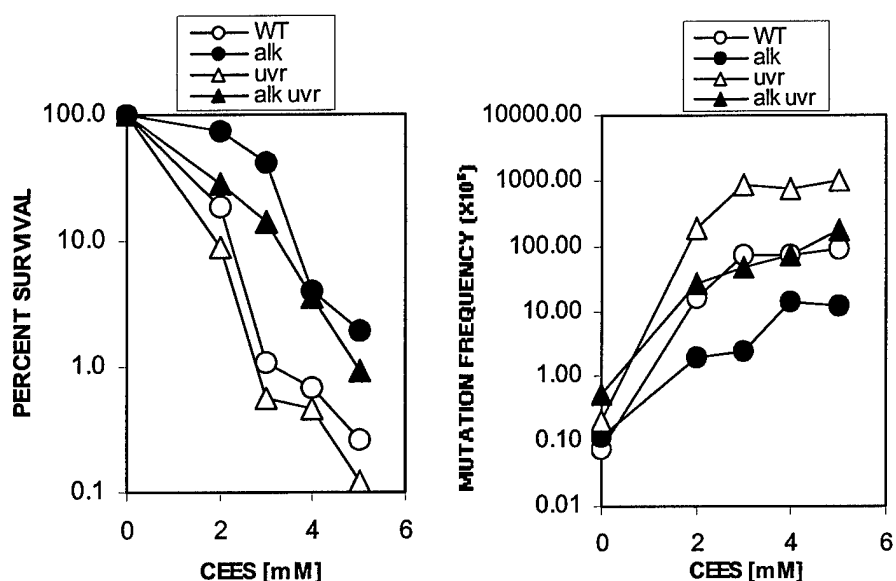 WT
alk
uvr
alk uvr
PERCENT SURVIVAL
100.0
10.0
1.0
0.1
0
2
4
6
CEES [mM]
WT
alk
uvr
alk uvr
MUTATION FREQUENCY (X10⁵)
10000.00
1000.00
100.00
10.00
1.00
0.10
0.01
0
2
4
6
CEES [mM]